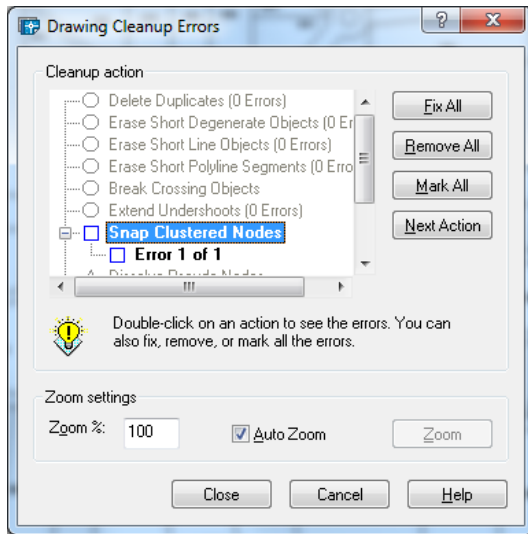 Drawing Cleanup Errors
Cleanup action
Delete Duplicates (0 Errors)
Erase Short Degenerate Objects (0 Er
Erase Short Line Objects (0 Errors)
Erase Short Polyline Segments (0 Erro
Break Crossing Objects
Extend Undershoots (0 Errors)
Snap Clustered Nodes
Error 1 of 1
Dissolve Pseudo Nodes
Fix All
Remove All
Mark All
Next Action
Double-click on an action to see the errors. You can
also fix, remove, or mark all the errors.
Zoom settings
Zoom %: 100 Auto Zoom Zoom
Close Cancel Help